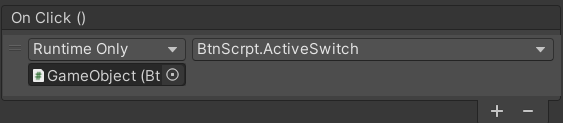 On Click ()
Runtime Only BtnScrpt.ActiveSwitch
GameObject (Bt